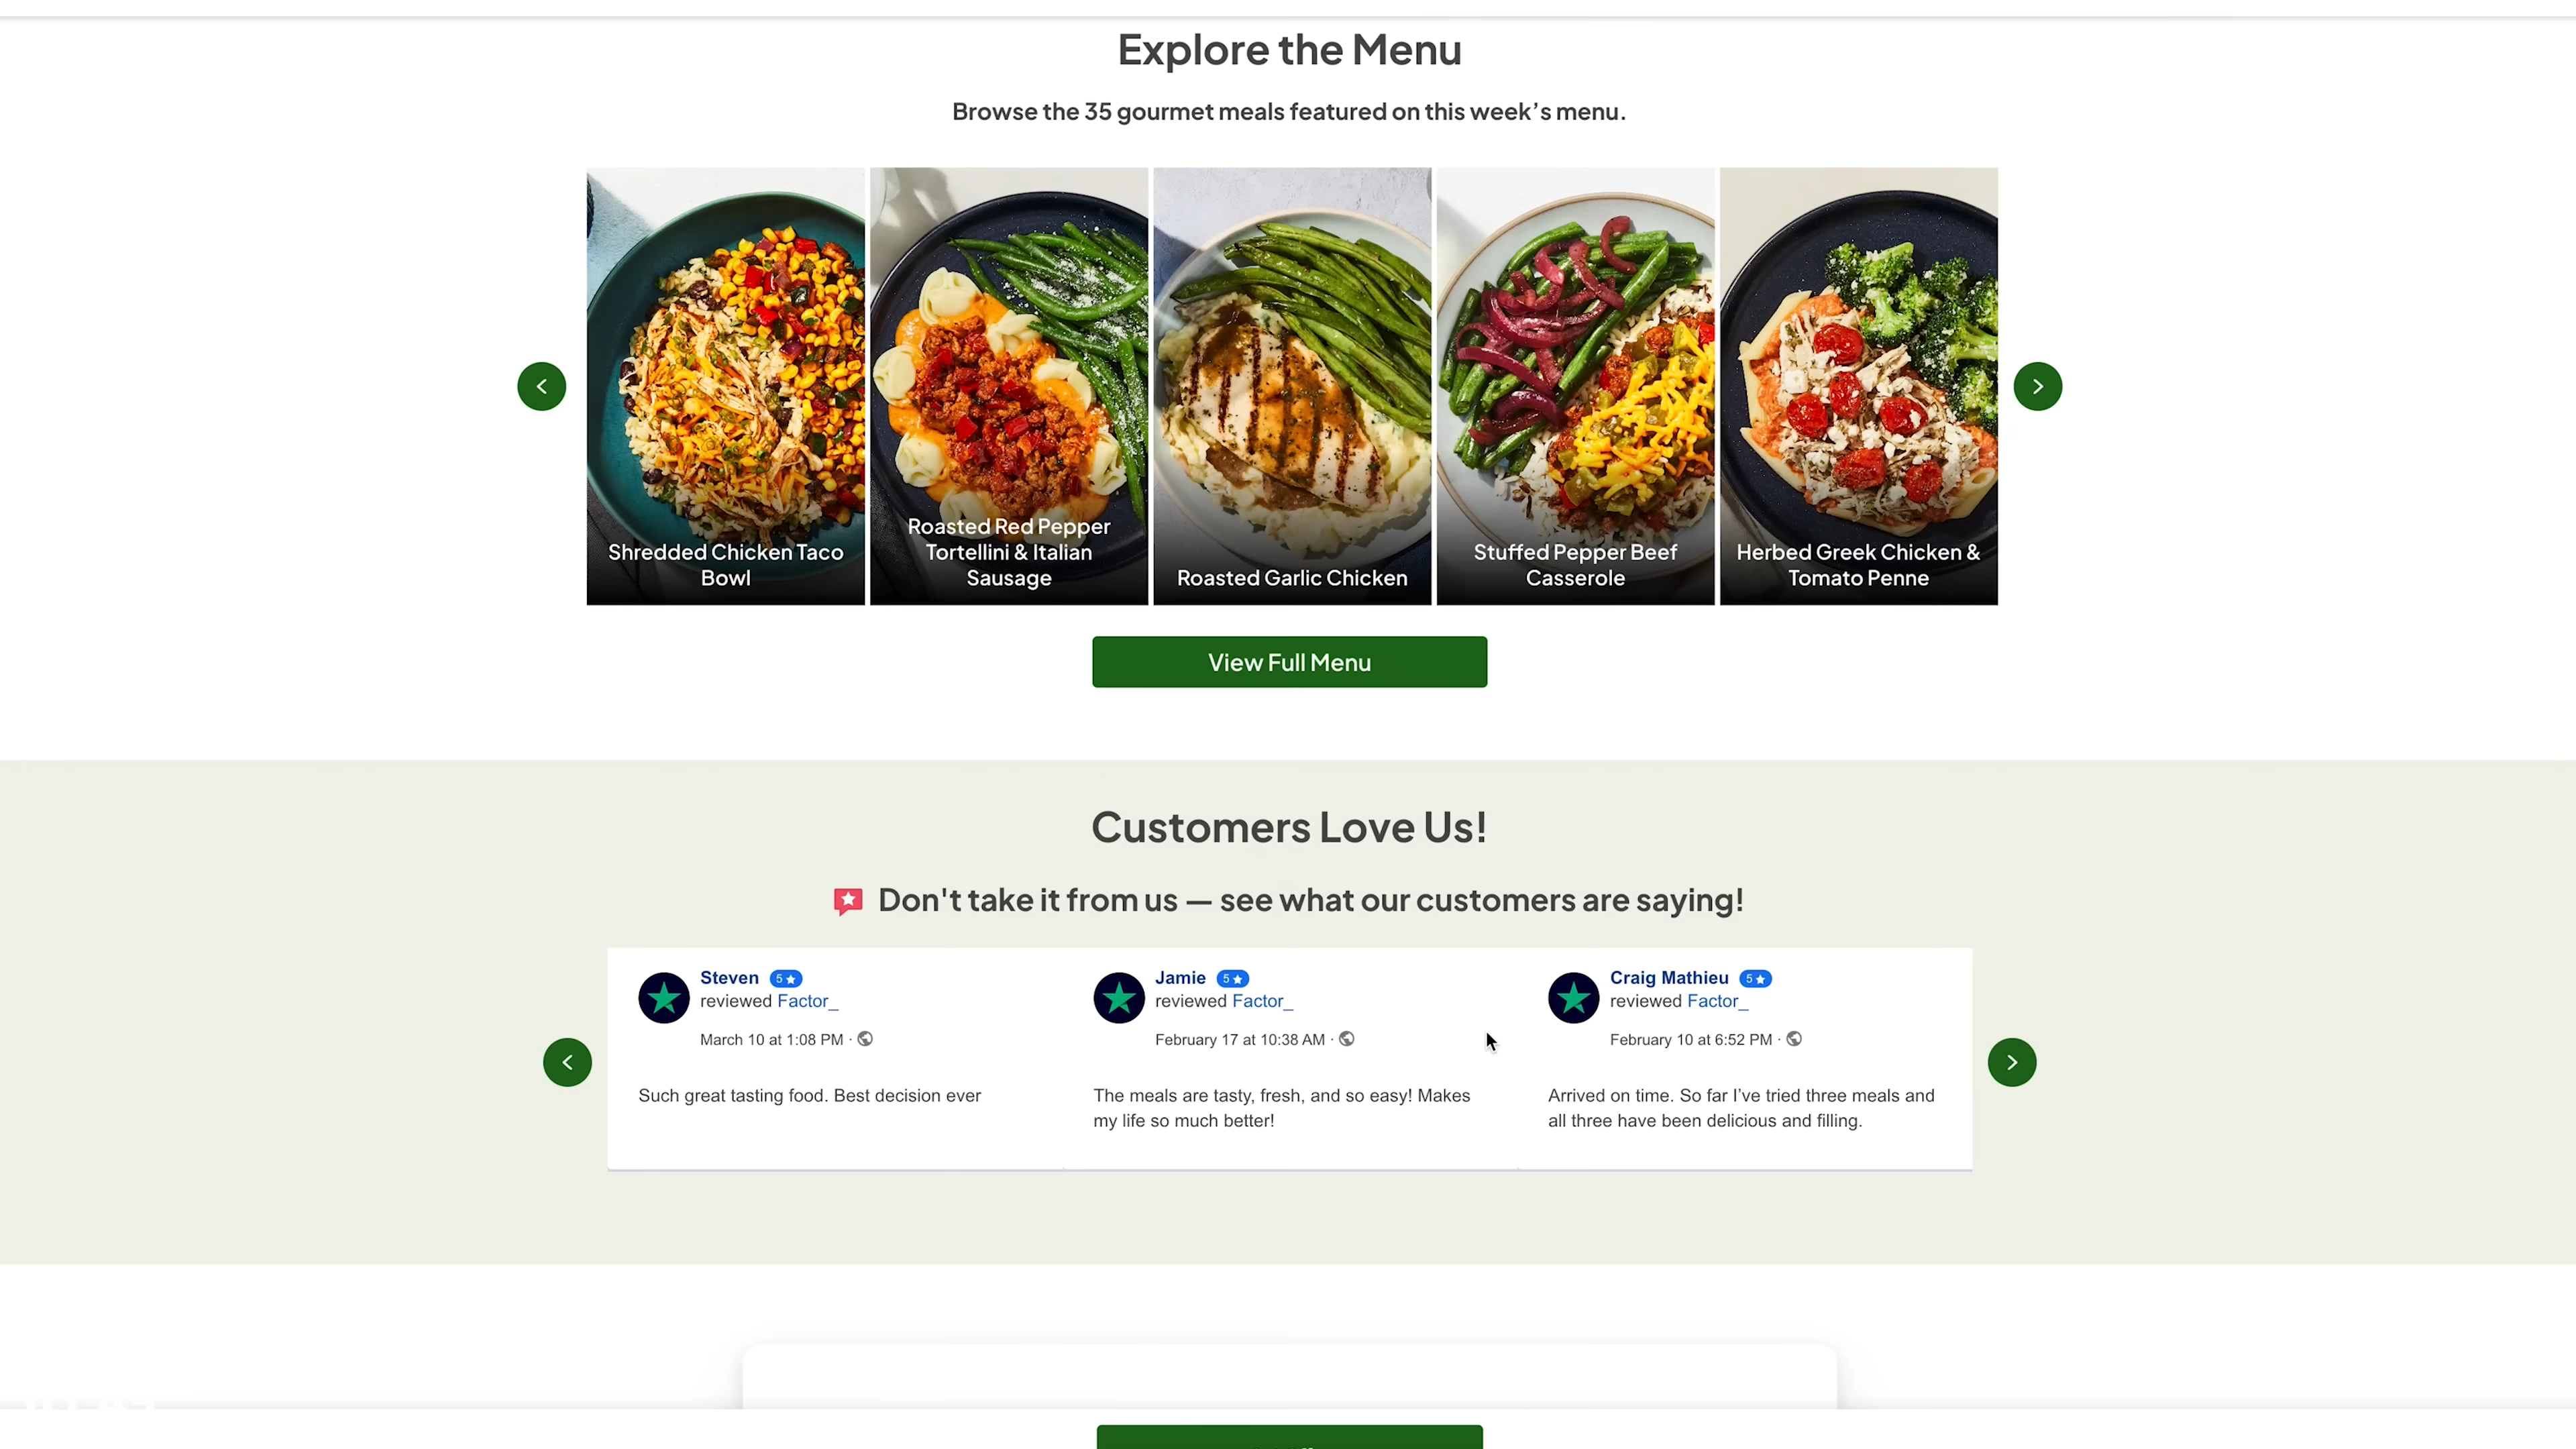 Explore the Menu
Browse the 35 gourmet meals featured on this week’s menu.
Shredded Chicken Taco
Bowl
Roasted Red Pepper
Tortellini & Italian
Sausage
Roasted Garlic Chicken
Stuffed Pepper Beef
Casserole
Herbed Greek Chicken &
Tomato Penne
View Full Menu
Customers Love Us!
Don't take it from us — see what our customers are saying!
Steven 5
reviewed Factor_
March 10 at 1:08 PM ·
Such great tasting food. Best decision ever
Jamie 5
reviewed Factor_
February 17 at 10:38 AM ·
The meals are tasty, fresh, and so easy! Makes
my life so much better!
Craig Mathieu 5
reviewed Factor_
February 10 at 6:52 PM ·
Arrived on time. So far I’ve tried three meals and
all three have been delicious and filling.